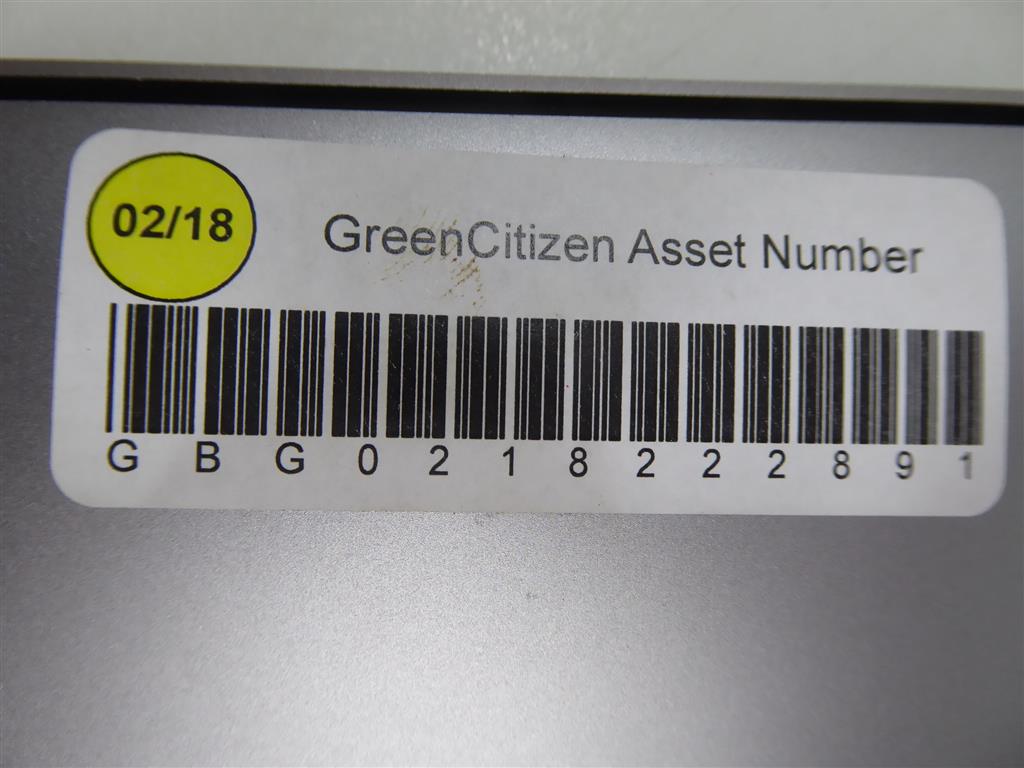 02/18
GreenCitizen Asset Number
G B G 0 2 1 8 2 2 2 8 9 1